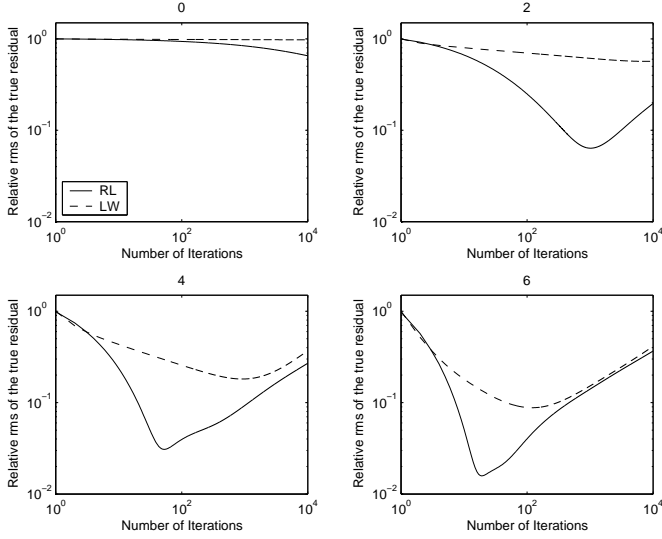 0
Relative rms of the true residual
10^0
10^-1
10^-2
RL
LW
10^0
10^2
10^4
Number of Iterations
2
Relative rms of the true residual
10^0
10^-1
10^-2
10^0
10^2
10^4
Number of Iterations
4
Relative rms of the true residual
10^0
10^-1
10^-2
10^0
10^2
10^4
Number of Iterations
6
Relative rms of the true residual
10^0
10^-1
10^-2
10^0
10^2
10^4
Number of Iterations